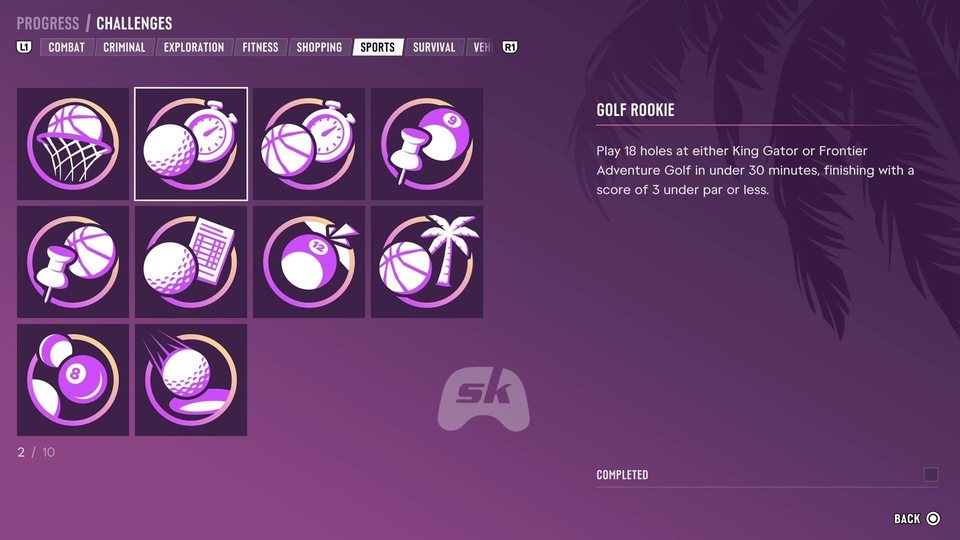 PROGRESS / CHALLENGES
L1 COMBAT CRIMINAL EXPLORATION FITNESS SHOPPING SPORTS SURVIVAL VEH R1
GOLF ROOKIE
Play 18 holes at either King Gator or Frontier
Adventure Golf in under 30 minutes, finishing with a
score of 3 under par or less.
9
12
8
sk
2 / 10
COMPLETED
BACK